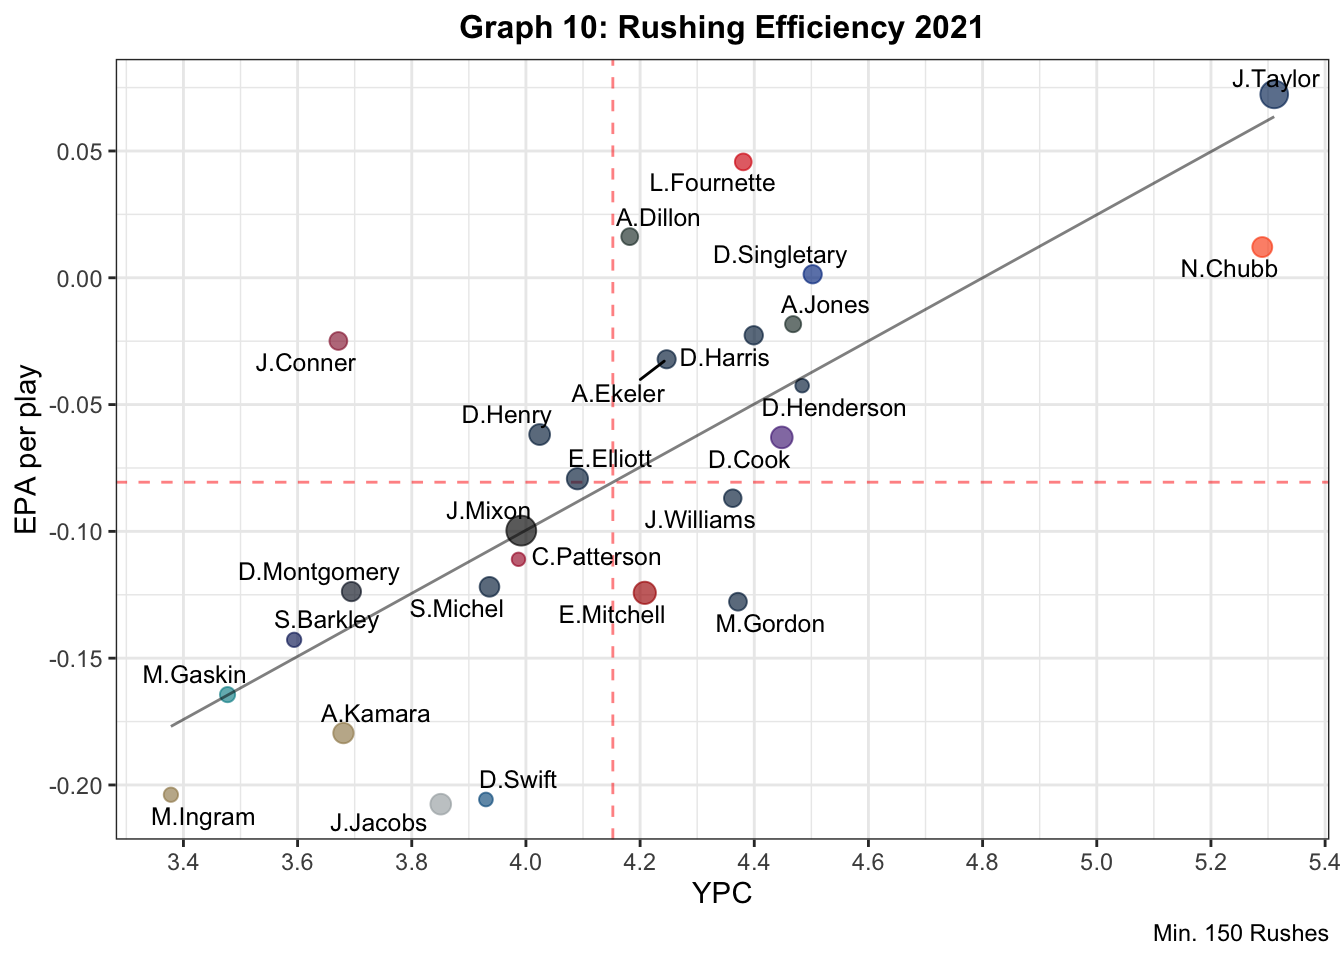 Graph 10: Rushing Efficiency 2021
J.Taylor
0.05
L.Fournette
A.Dillon
D.Singletary
N.Chubb
0.00
A.Jones
J.Conner
D.Harris
A.Ekeler
-0.05
D.Henry
D.Henderson
E.Elliott
D.Cook
EPA per play
J.Mixon
J.Williams
-0.10
C.Patterson
D.Montgomery
S.Michel
E.Mitchell
S.Barkley
M.Gordon
-0.15
M.Gaskin
A.Kamara
D.Swift
-0.20
M.Ingram
J.Jacobs
3.4 3.6 3.8 4.0 4.2 4.4 4.6 4.8 5.0 5.2 5.4
YPC
Min. 150 Rushes